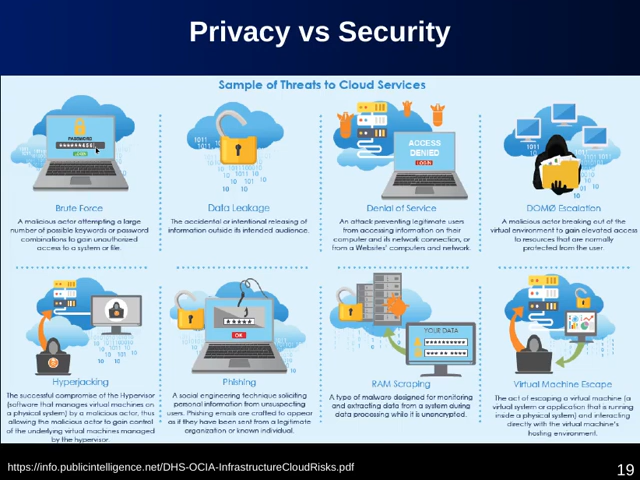 Privacy vs Security
Sample of Threats to Cloud Services
PASSWORD
LOGIN
Brute Force
A malicious actor attempting a large
number of possible keys or password
combinations to gain unauthorized
access to a system or file.
Data Leakage
The accidental or intentional releasing of
information outside its intended audience.
ACCESS
DENIED
LOGIN
Denial of Service
An attack preventing legitimate users
from accessing information on their
computer and its network connection, or
from a Websites' computers and network.
DOMØ Escalation
A malicious actor breaking out of the
virtual environment to gain elevated access
to resources that are normally
protected from the user.
Hyperjacking
The successful compromise of the Hypervisor
(software that manages virtual machines on
a physical system) by a malicious actor, thus
allowing the malicious actor to gain control
of the underlying virtual machines managed
by the hypervisor.
OK
Phishing
A social engineering technique soliciting
personal information from unsuspecting
users. Phishing emails are crafted to appear
as if they have been sent from a legitimate
organization or known individual.
YOUR DATA
RAM Scraping
A type of malware designed for monitoring
and extracting data from a system during
data processing while it is unencrypted.
Virtual Machine Escape
The act of escaping a virtual machine (a
virtual system or application that is running
inside a physical system) and interacting
directly with the virtual machine's
hosting environment.
https://info.publicintelligence.net/DHS-OCIA-InfrastructureCloudRisks.pdf
19